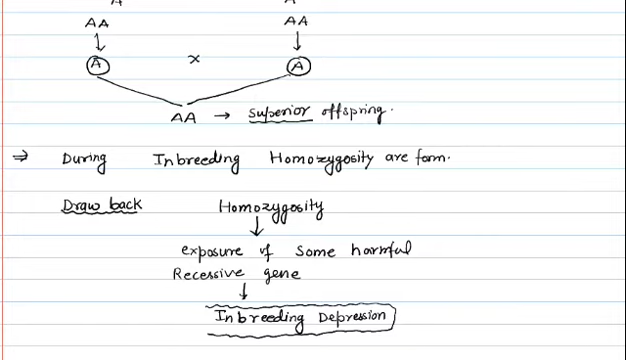 A A
AA AA
A x A
AA → superior offspring.
⇒ During Inbreeding Homozygosity are form.
Draw back Homozygosity
exposure of some harmful
Recessive gene
Inbreeding Depression